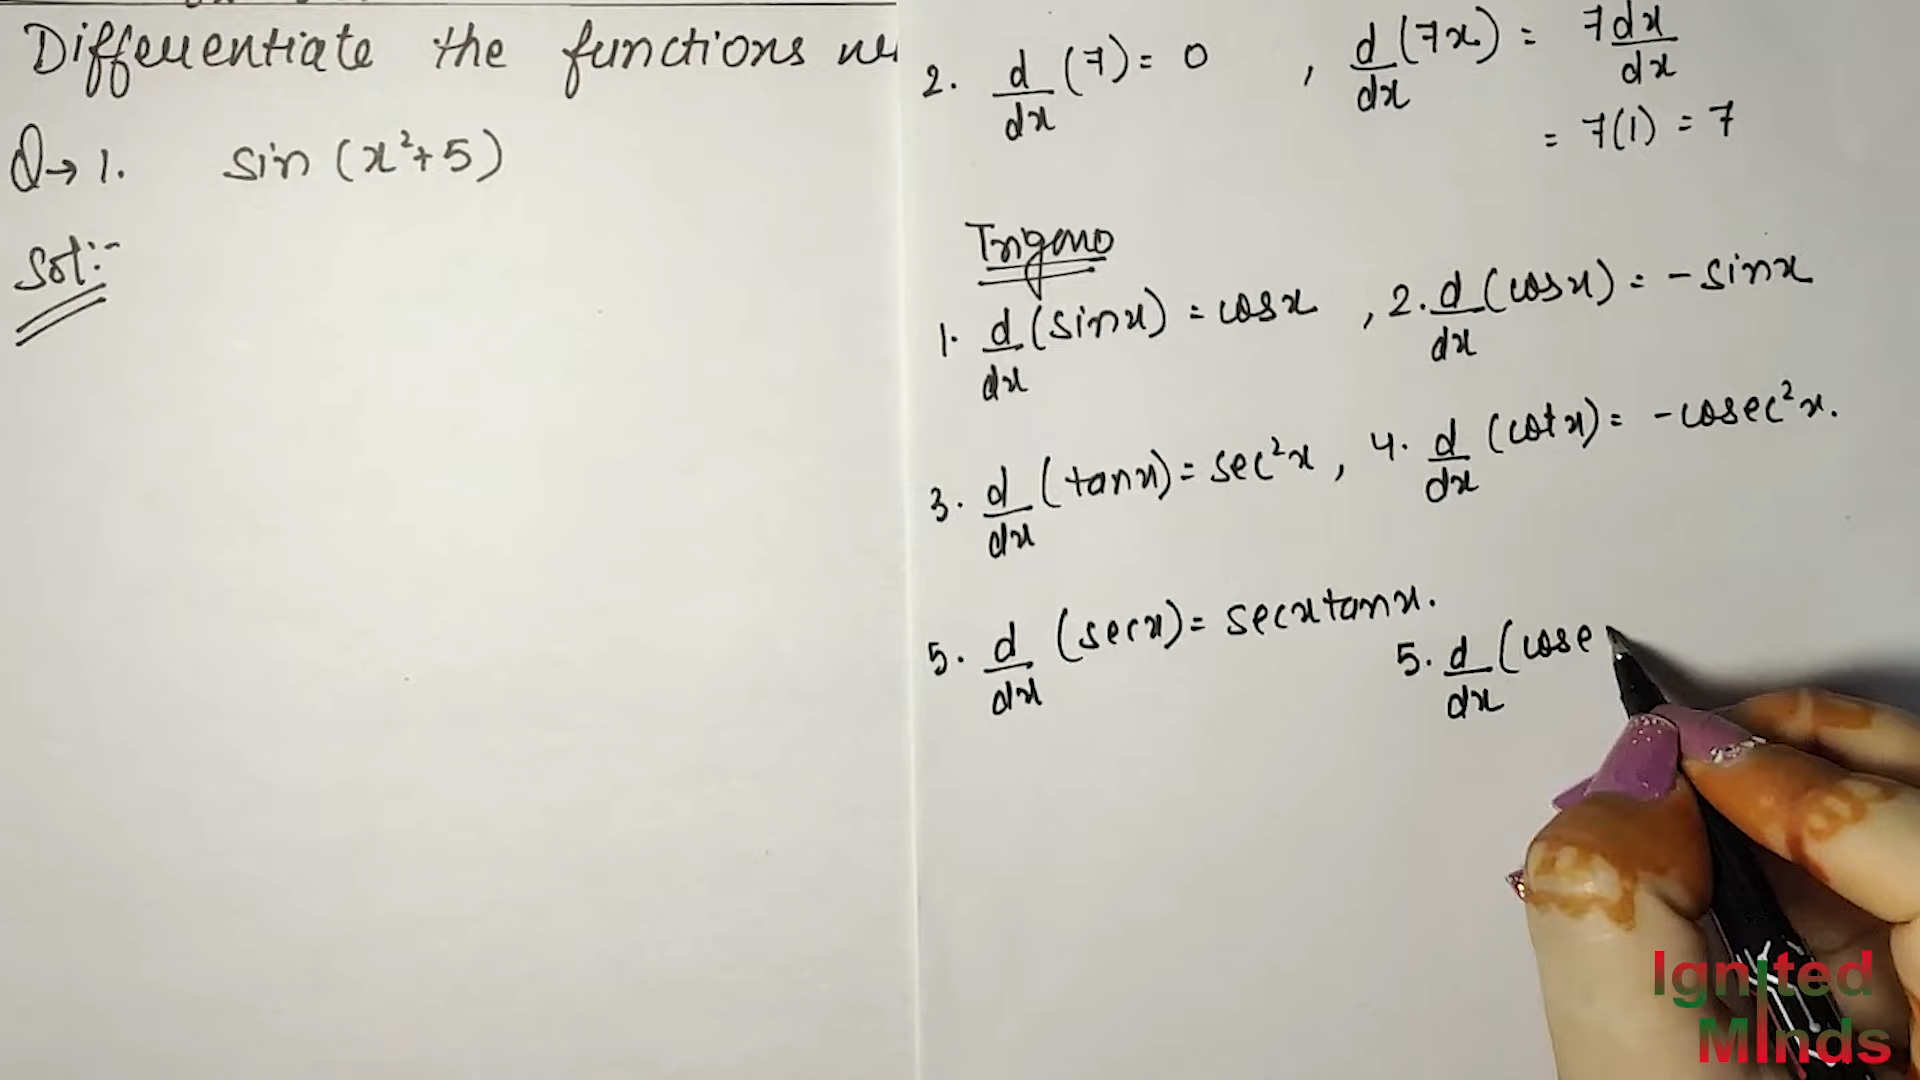 Differentiate the functions
Q→ 1. sin (x²+5)
Sol:-
2. d/dx (7) = 0 , d/dx (7x) = 7dx/dx
= 7(1) = 7
Trigono
1. d/dx (sinx) = cosx , 2. d/dx (cosx) = -sinx
3. d/dx (tanx) = sec²x , 4. d/dx (cotx) = -cosec²x.
5. d/dx (secx) = secxtanx. 5. d/dx (cose
Ignited
Minds